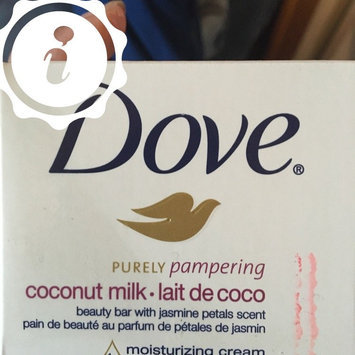 Dove®
PURELY pampering
coconut milk • lait de coco
beauty bar with jasmine petals scent
pain de beauté au parfum de pétales de jasmin
moisturizing cream